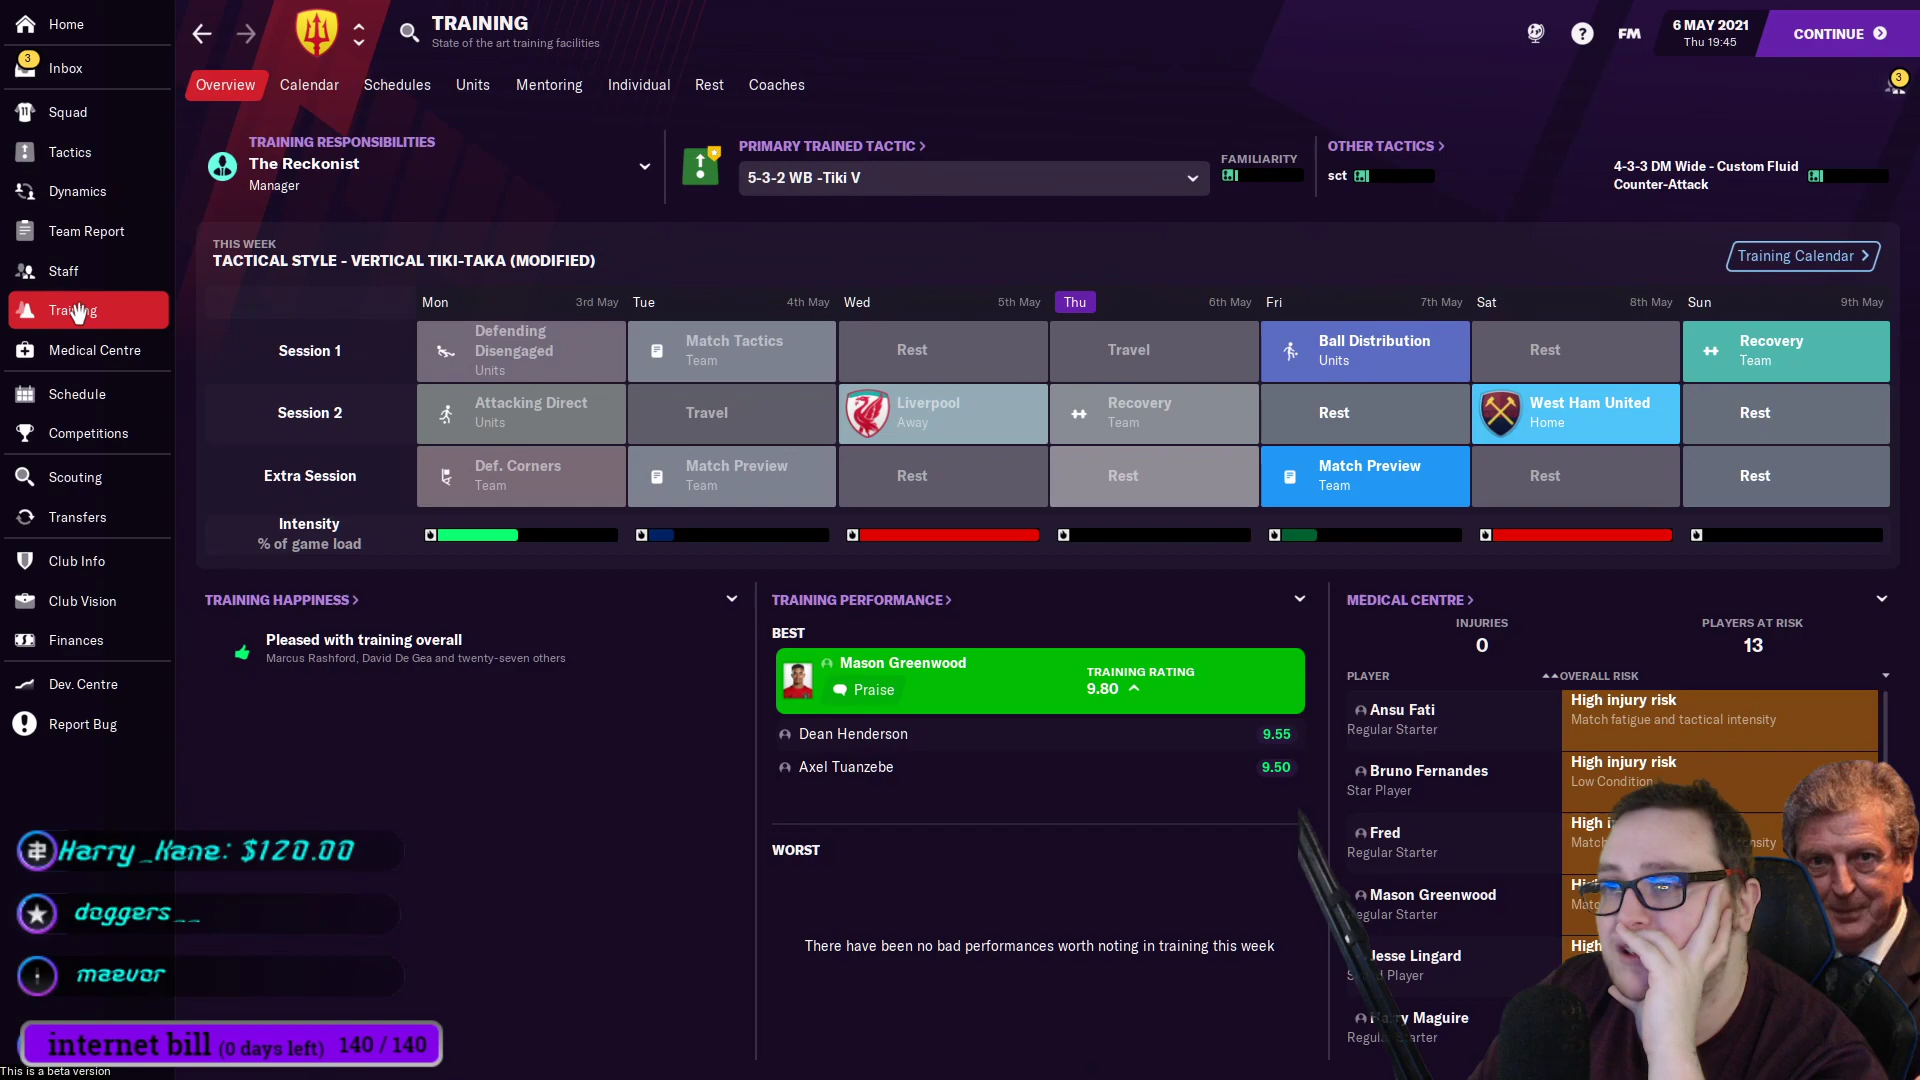 Home
3
Inbox
Squad
Tactics
Dynamics
Team Report
Staff
Training
Medical Centre
Schedule
Competitions
Scouting
Transfers
Club Info
Club Vision
Finances
Dev. Centre
Report Bug
TRAINING
State of the art training facilities
?
FM
6 MAY 2021
Thu 19:45
CONTINUE
Overview
Calendar
Schedules
Units
Mentoring
Individual
Rest
Coaches
3
TRAINING RESPONSIBILITIES
The Reckonist
Manager
PRIMARY TRAINED TACTIC
5-3-2 WB -Tiki V
FAMILIARITY
OTHER TACTICS
sct
4-3-3 DM Wide - Custom Fluid
Counter-Attack
THIS WEEK
TACTICAL STYLE - VERTICAL TIKI-TAKA (MODIFIED)
Training Calendar
Mon 3rd May
Tue 4th May
Wed 5th May
Thu 6th May
Fri 7th May
Sat 8th May
Sun 9th May
Session 1
Defending
Disengaged
Units
Match Tactics
Team
Rest
Travel
Ball Distribution
Units
Rest
Recovery
Team
Session 2
Attacking Direct
Units
Travel
Liverpool
Away
Recovery
Team
Rest
West Ham United
Home
Rest
Extra Session
Def. Corners
Team
Match Preview
Team
Rest
Rest
Match Preview
Team
Rest
Rest
Intensity
% of game load
TRAINING HAPPINESS
Pleased with training overall
Marcus Rashford, David De Gea and twenty-seven others
TRAINING PERFORMANCE
BEST
Mason Greenwood
Praise
TRAINING RATING
9.80
Dean Henderson 9.55
Axel Tuanzebe 9.50
WORST
There have been no bad performances worth noting in training this week
MEDICAL CENTRE
INJURIES
0
PLAYERS AT RISK
13
PLAYER
OVERALL RISK
Ansu Fati
Regular Starter
High injury risk
Match fatigue and tactical intensity
Bruno Fernandes
Star Player
High injury risk
Low Condition
Fred
Regular Starter
Mason Greenwood
Regular Starter
Jesse Lingard
Player
Harry Maguire
Harry_Kane: $120.00
daggers__
maevor
internet bill (0 days left) 140 / 140
This is a beta version